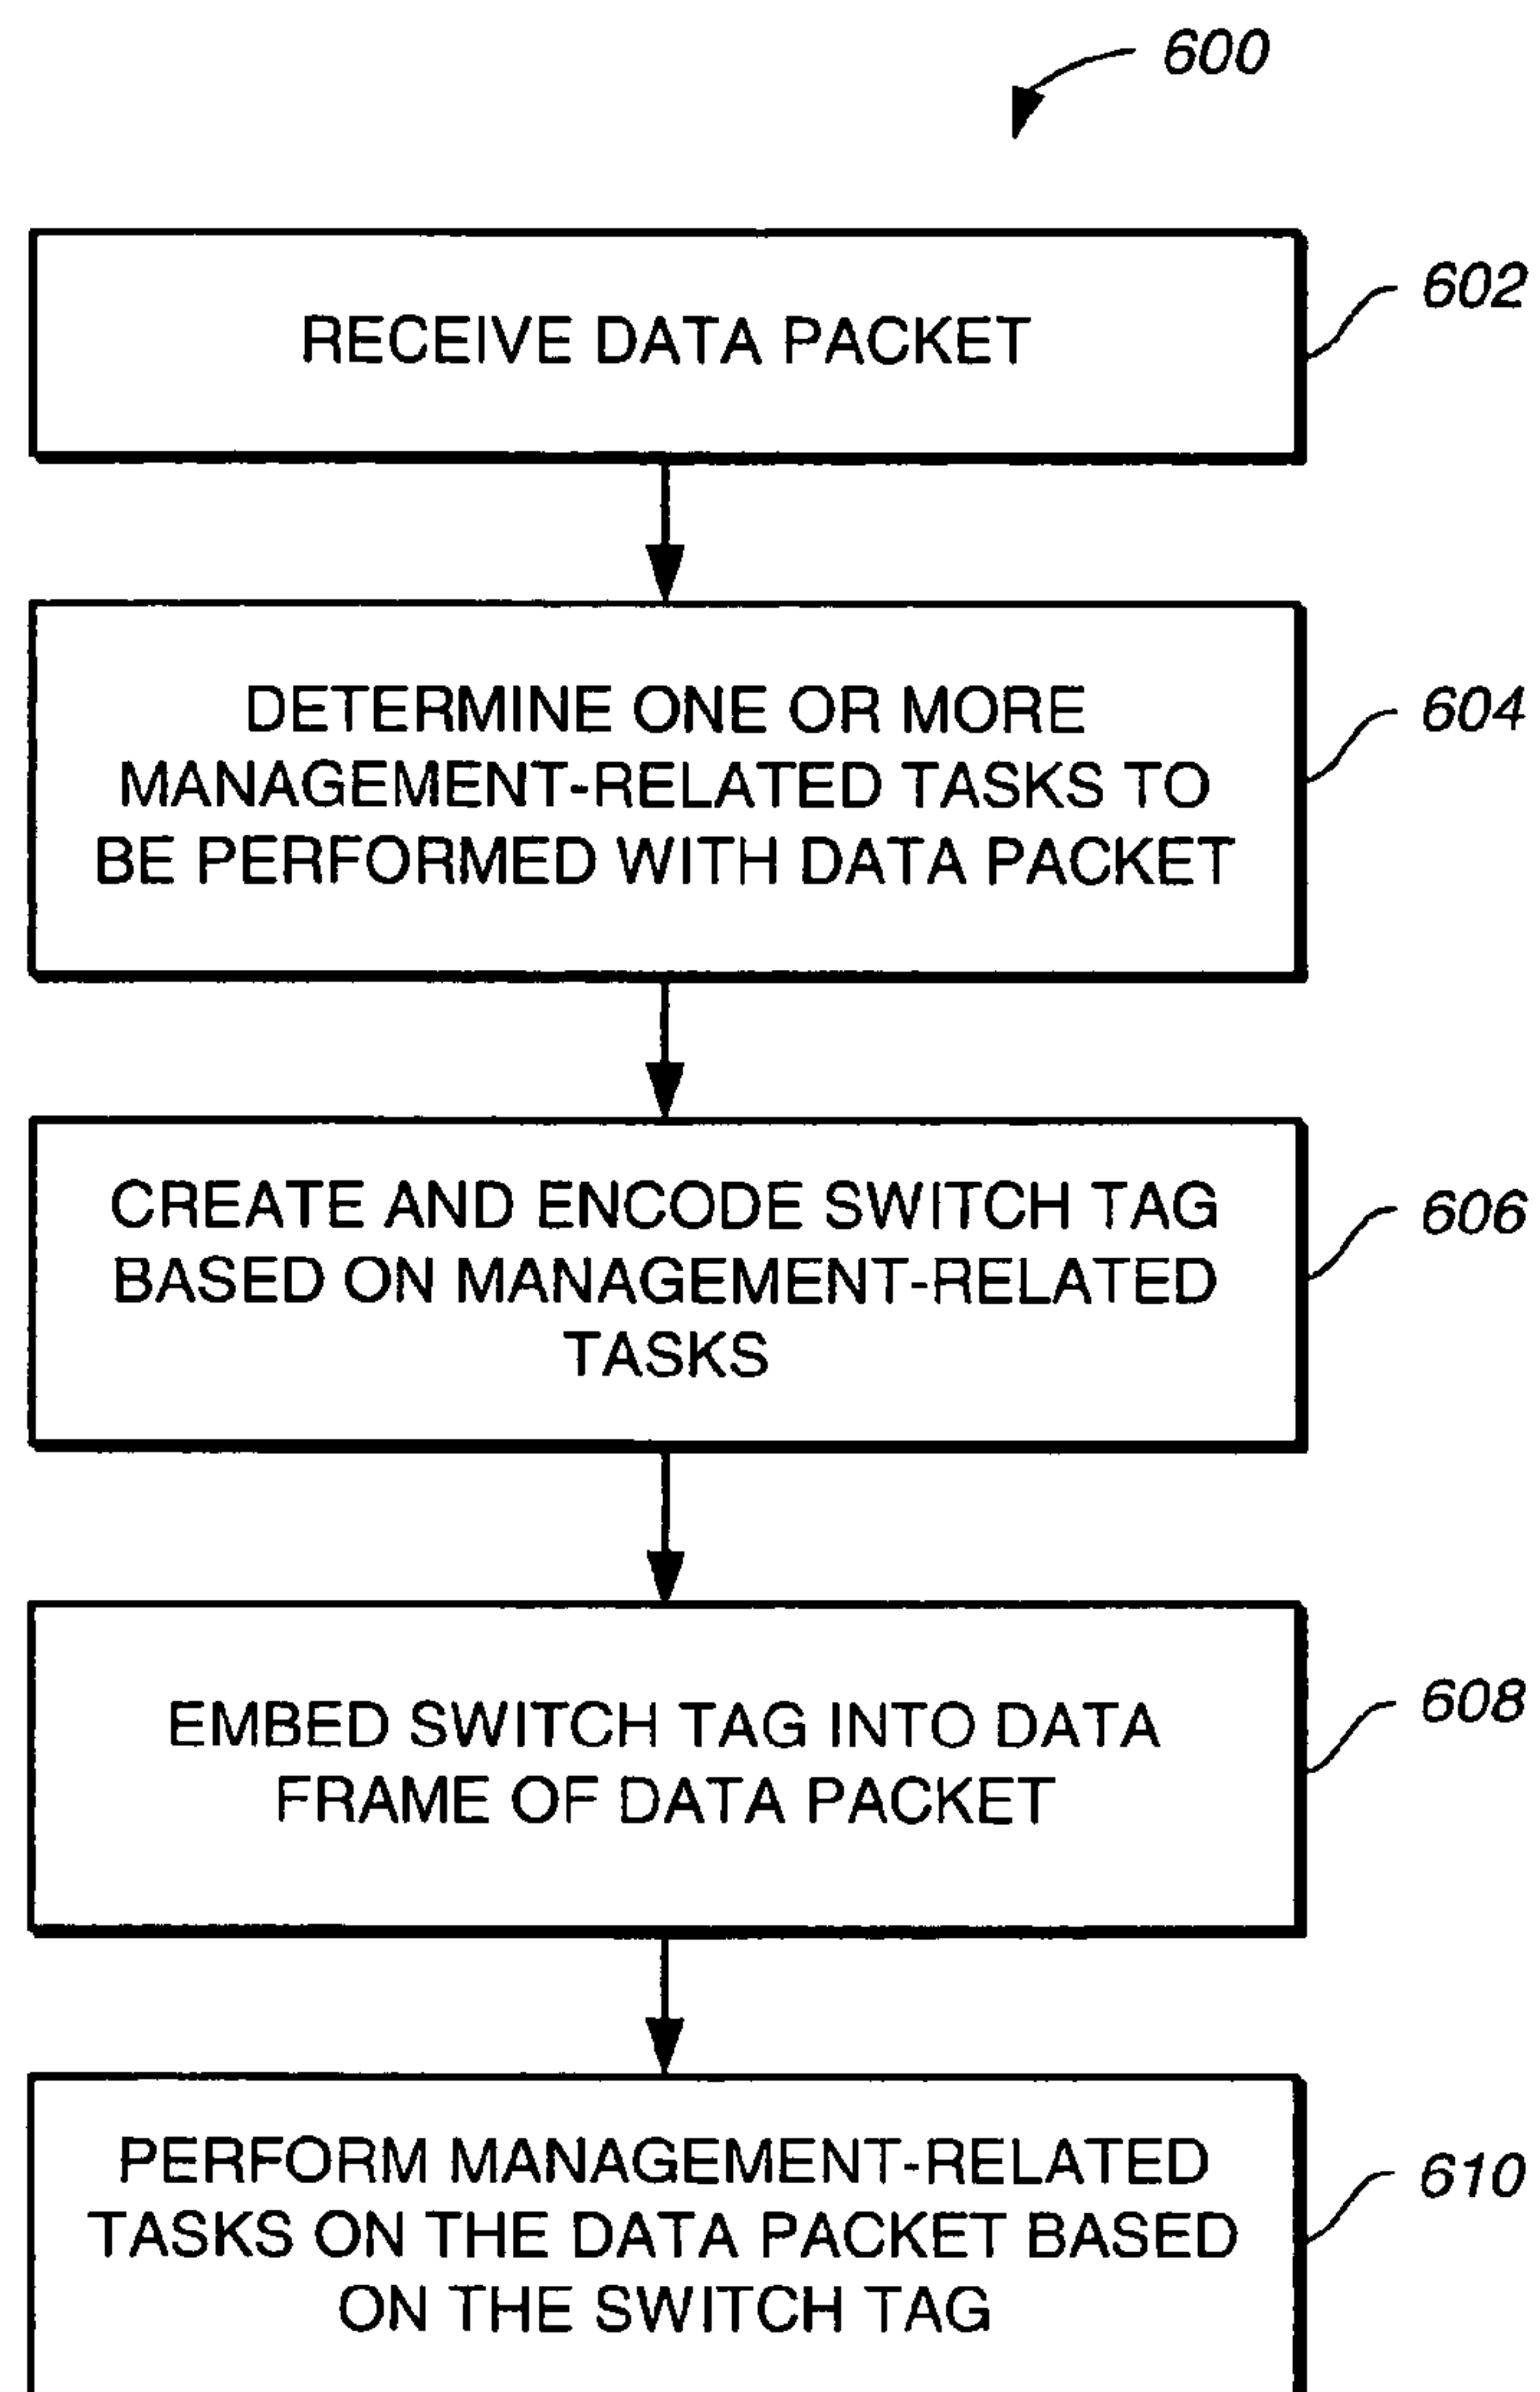 600
RECEIVE DATA PACKET
602
DETERMINE ONE OR MORE
MANAGEMENT-RELATED TASKS TO
BE PERFORMED WITH DATA PACKET
604
CREATE AND ENCODE SWITCH TAG
BASED ON MANAGEMENT-RELATED
TASKS
606
EMBED SWITCH TAG INTO DATA
FRAME OF DATA PACKET
608
PERFORM MANAGEMENT-RELATED
TASKS ON THE DATA PACKET BASED
ON THE SWITCH TAG
610